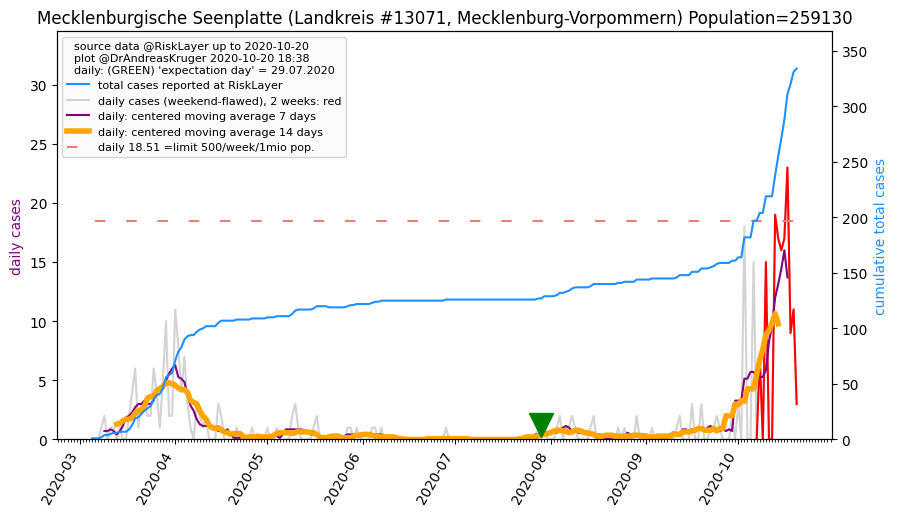 Mecklenburgische Seenplatte (Landkreis #13071, Mecklenburg-Vorpommern) Population=259130
source data @RiskLayer up to 2020-10-20
plot @DrAndreasKruger 2020-10-20 18:38
daily: (GREEN) 'expectation day' = 29.07.2020
total cases reported at RiskLayer
daily cases (weekend-flawed), 2 weeks: red
daily: centered moving average 7 days
daily: centered moving average 14 days
daily 18.51 =limit 500/week/1mio pop.
daily cases
30
25
20
15
10
5
0
350
300
250
200
150
100
50
0
cumulative total cases
2020-03
2020-04
2020-05
2020-06
2020-07
2020-08
2020-09
2020-10